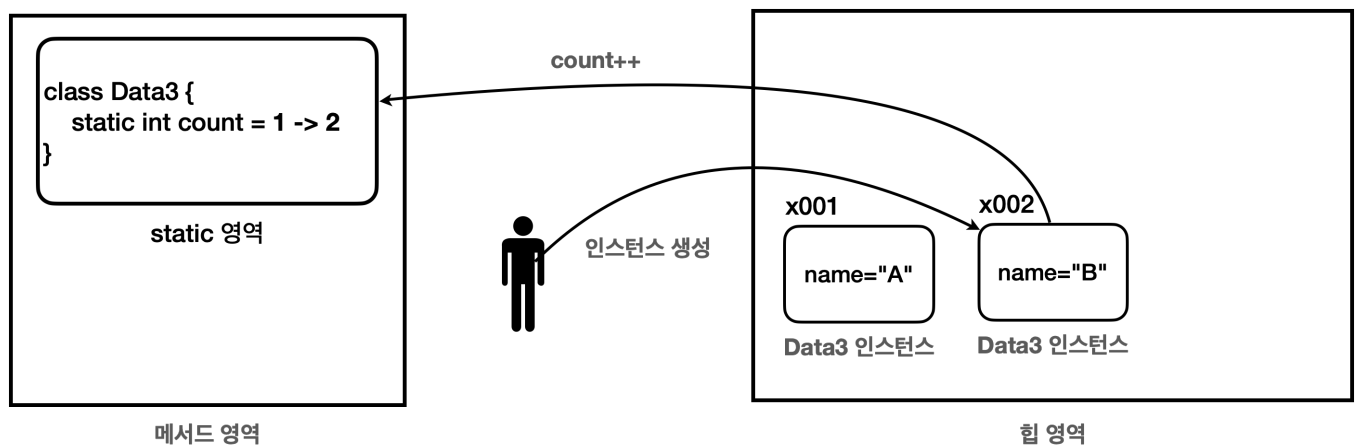 class Data3 {
static int count = 1 -> 2
}
static 영역
메서드 영역
count++
인스턴스 생성
x001
name="A"
Data3 인스턴스
x002
name="B"
Data3 인스턴스
힙 영역